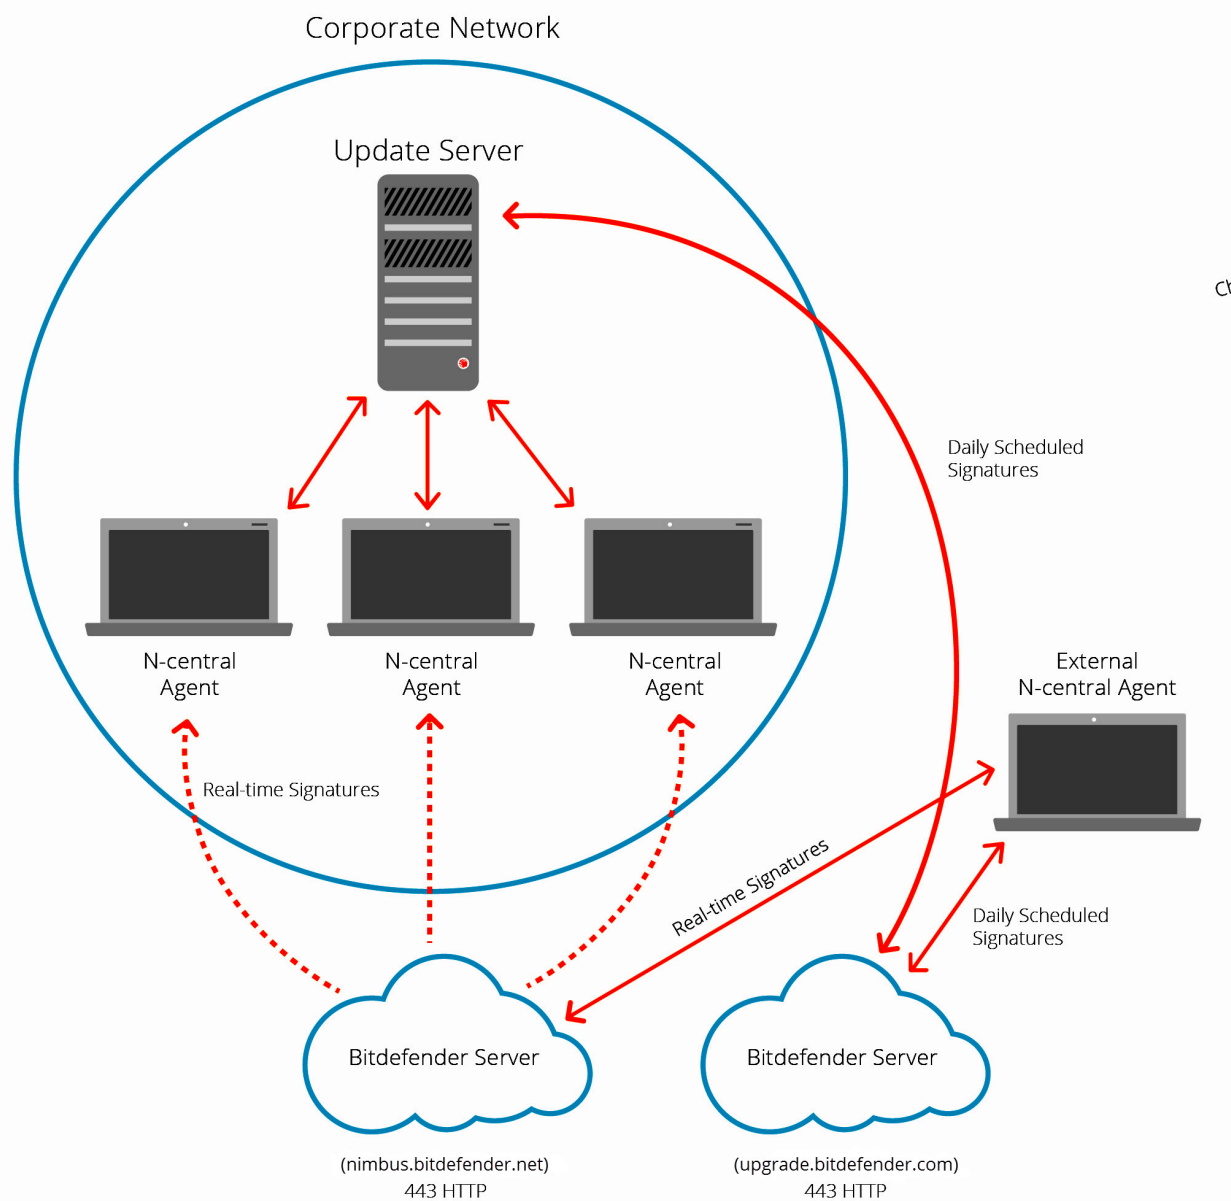 Corporate Network
Update Server
Daily Scheduled
Signatures
N-central
Agent
N-central
Agent
N-central
Agent
External
N-central Agent
Real-time Signatures
Real-time Signatures
Daily Scheduled
Signatures
Bitdefender Server
Bitdefender Server
(nimbus.bitdefender.net)
443 HTTP
(upgrade.bitdefender.com)
443 HTTP